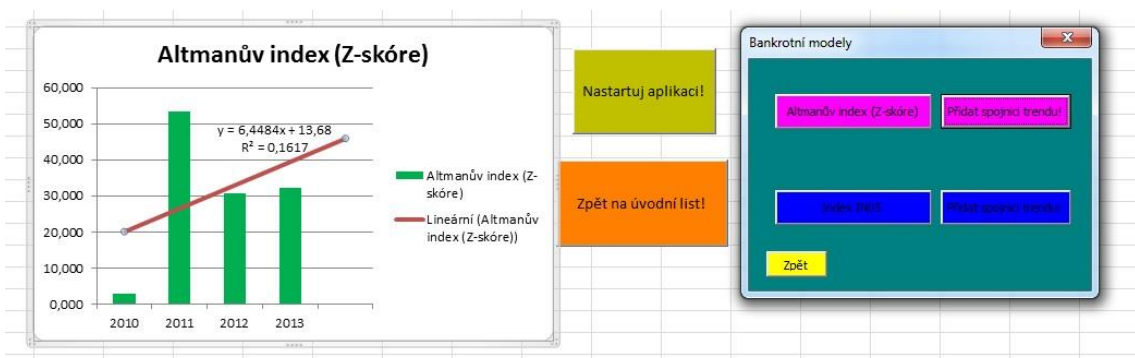 Altmanův index (Z-skóre)
60,000
50,000
40,000
30,000
20,000
10,000
0,000
y = 6,4484x + 13,68
R² = 0,1617
2010 2011 2012 2013
Altmanův index (Z-
skóre)
Lineární (Altmanův
index (Z-skóre))
Nastartuj aplikaci!
Zpět na úvodní list!
Bankrotní modely
Altmanův index (Z-skóre) Přidat spojnici trendu!
Index IN05 Přidat spojnici trendu!
Zpět